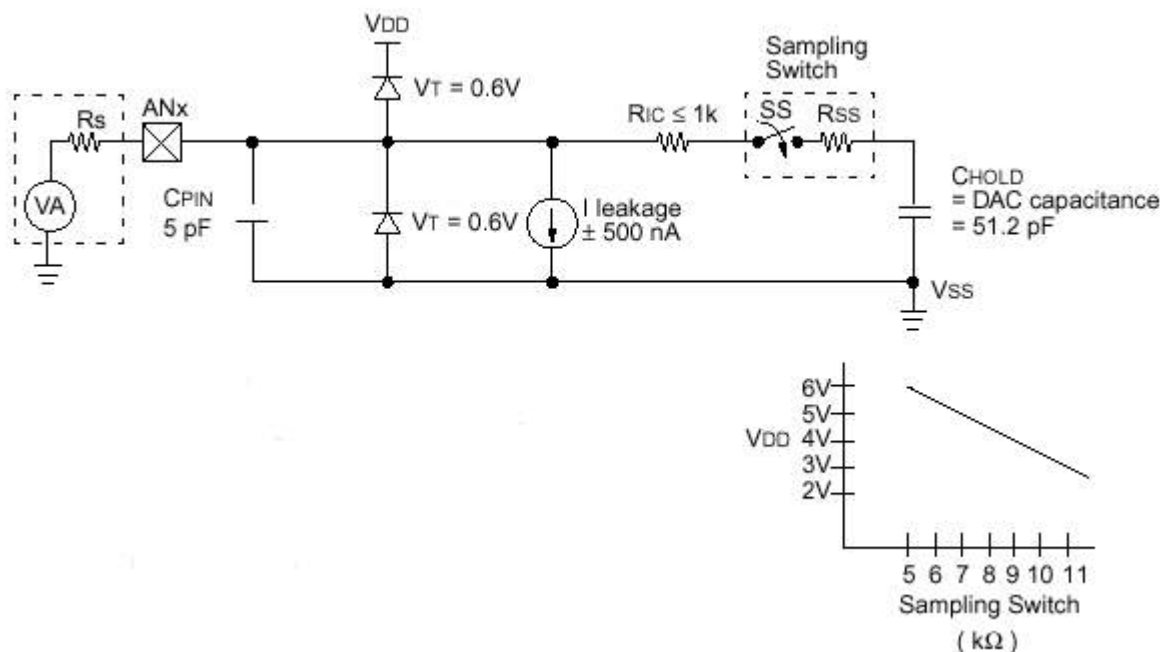 VDD
Sampling
Switch
VT = 0.6V
ANx
Rs
RIC ≤ 1k
SS
RSS
CPIN
5 pF
VA
VT = 0.6V
I leakage
± 500 nA
CHOLD
= DAC capacitance
= 51.2 pF
VSS
6V
5V
VDD 4V
3V
2V
5 6 7 8 9 10 11
Sampling Switch
( kΩ )